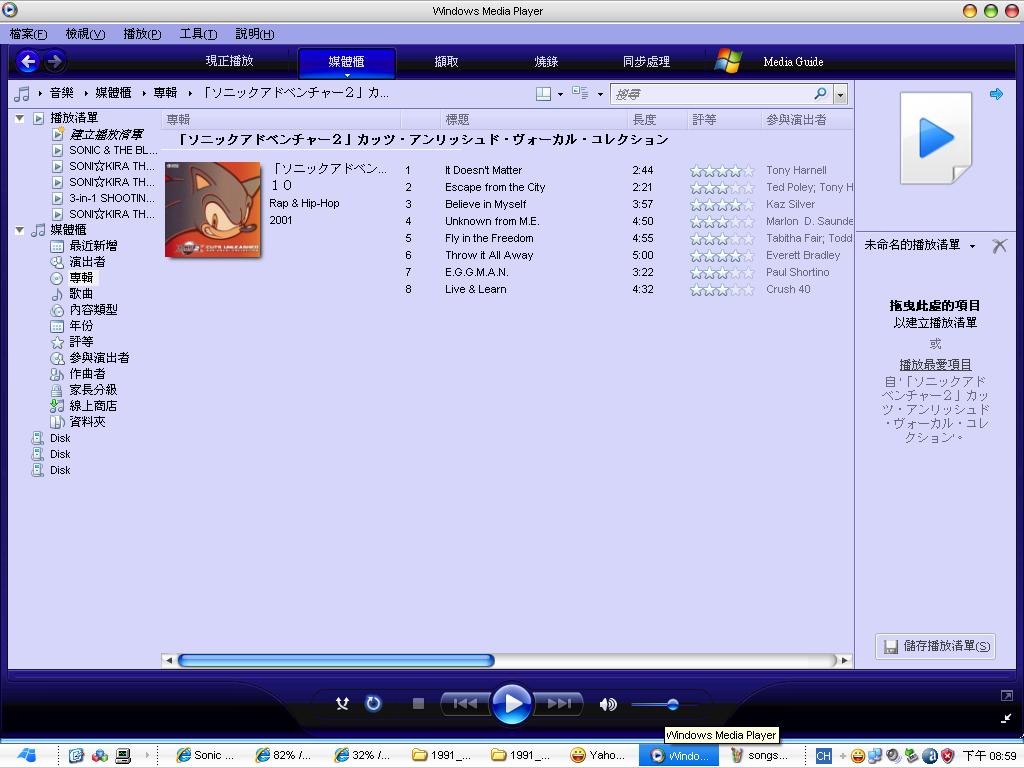 Windows Media Player
檔案(F) 檢視(V) 播放(P) 工具(T) 說明(H)
現正播放 媒體櫃 擷取 燒錄 同步處理 Media Guide
音樂 媒體櫃 專輯 「ソニックアドベンチャー2」カ... 搜尋
播放清單
建立播放清單
SONIC & THE BL...
SONI☆KIRA TH...
SONI☆KIRA TH...
3-in-1 SHOOTIN...
SONI☆KIRA TH...
媒體櫃
最近新增
演出者
專輯
歌曲
內容類型
年份
評等
參與演出者
作曲者
家長分級
線上商店
資料夾
Disk
Disk
Disk
專輯 標題 長度 評等 參與演出者
「ソニックアドベンチャー2」カッツ・アンリッシュド・ヴォーカル・コレクション
「ソニックアドベン...
10
Rap & Hip-Hop
2001
CUTS UNLEASHED
1 It Doesn't Matter 2:44 Tony Harnell
2 Escape from the City 2:21 Ted Poley; Tony H
3 Believe in Myself 3:57 Kaz Silver
4 Unknown from M.E. 4:50 Marlon D. Saunde
5 Fly in the Freedom 4:55 Tabitha Fair; Todd
6 Throw it All Away 5:00 Everett Bradley
7 E.G.G.M.A.N. 3:22 Paul Shortino
8 Live & Learn 4:32 Crush 40
未命名的播放清單
拖曳此處的項目
以建立播放清單
或
播放最愛項目
自'「ソニックアド
ベンチャー2」カッ
ツ・アンリッシュド
・ヴォーカル・コレ
クション'。
儲存播放清單(S)
Windows Media Player
Sonic ... 82% /... 32% /... 1991_... 1991_... Yaho... Windo... songs... CH 下午 08:59